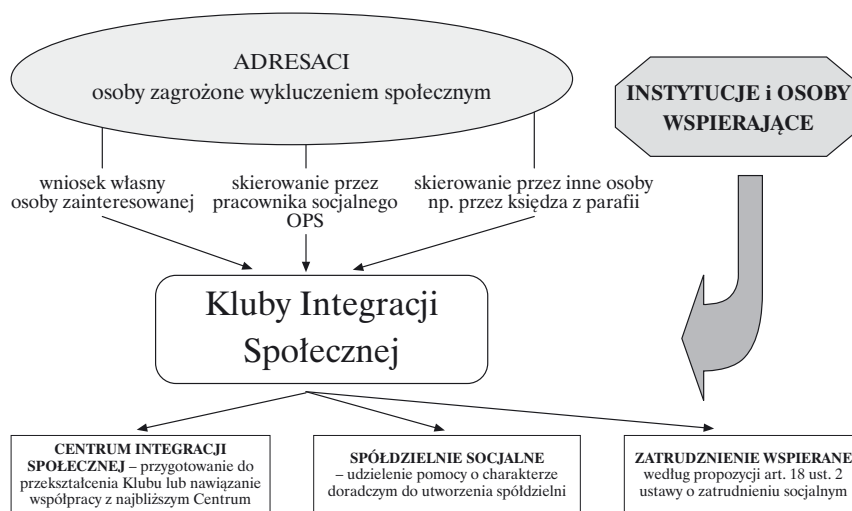 ADRESACI
osoby zagrożone wykluczeniem społecznym
INSTYTUCJE i OSOBY
WSPIERAJĄCE
wniosek własny
osoby zainteresowanej
skierowanie przez
pracownika socjalnego
OPS
skierowanie przez inne osoby
np. przez księdza z parafii
Kluby Integracji
Społecznej
CENTRUM INTEGRACJI
SPOŁECZNEJ – przygotowanie do
przekształcenia Klubu lub nawiązanie
współpracy z najbliższym Centrum
SPÓŁDZIELNIE SOCJALNE
– udzielenie pomocy o charakterze
doradczym do utworzenia spółdzielni
ZATRUDZNIENIE WSPIERANE
według propozycji art. 18 ust. 2
ustawy o zatrudnieniu socjalnym